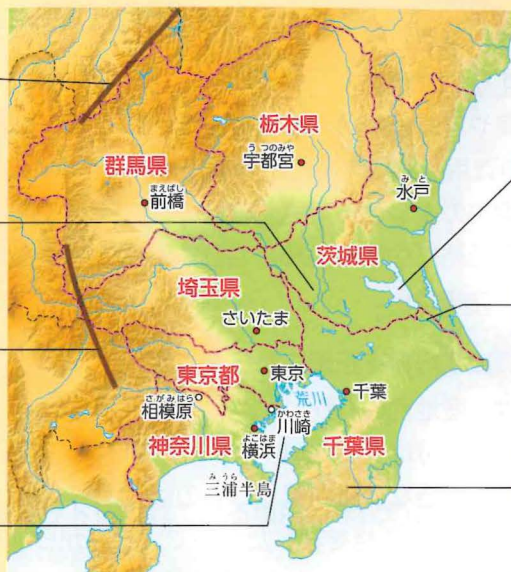 栃木県
うつのみや
宇都宮
群馬県
まえばし
前橋
みと
水戸
茨城県
埼玉県
さいたま
東京都
東京
荒川
千葉
さがみはら
相模原
かわさき
川崎
神奈川県
よこはま
横浜
千葉県
みうら
三浦半島